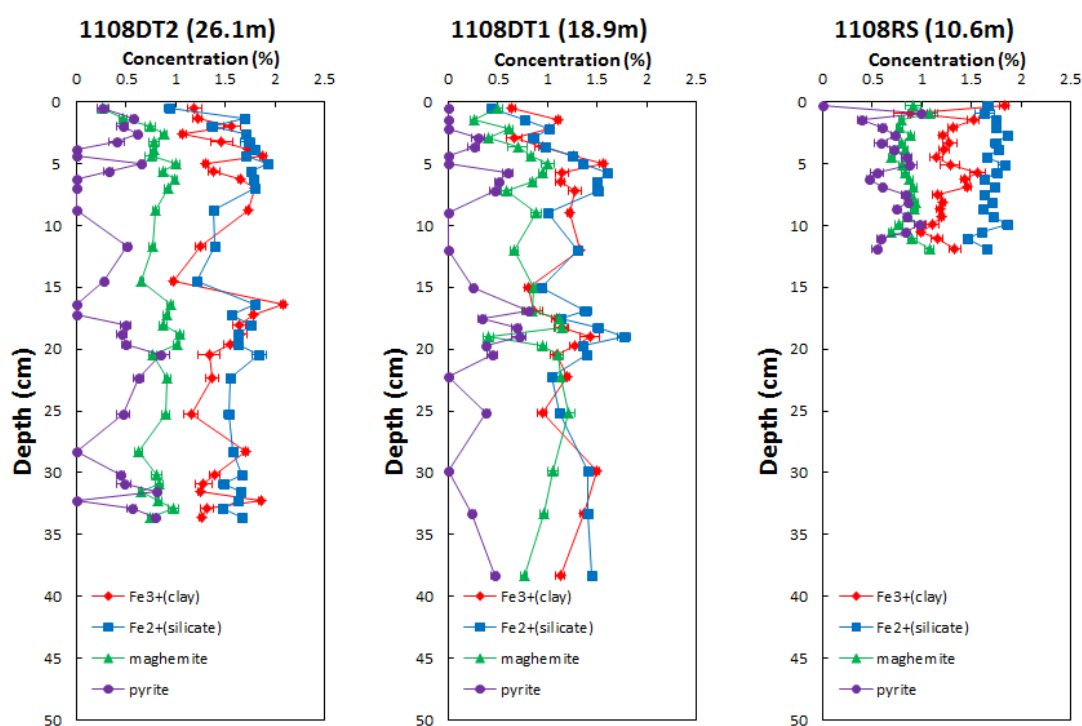 1108DT2 (26.1m)
Concentration (%)
0 0.5 1 1.5 2 2.5
0
5
10
15
20
25
30
35
40
45
50
Depth (cm)
Fe3+(clay)
Fe2+(silicate)
maghemite
pyrite
1108DT1 (18.9m)
Concentration (%)
0 0.5 1 1.5 2 2.5
0
5
10
15
20
25
30
35
40
45
50
Depth (cm)
Fe3+(clay)
Fe2+(silicate)
maghemite
pyrite
1108RS (10.6m)
Concentration (%)
0 0.5 1 1.5 2 2.5
0
5
10
15
20
25
30
35
40
45
50
Depth (cm)
Fe3+(clay)
Fe2+(silicate)
maghemite
pyrite